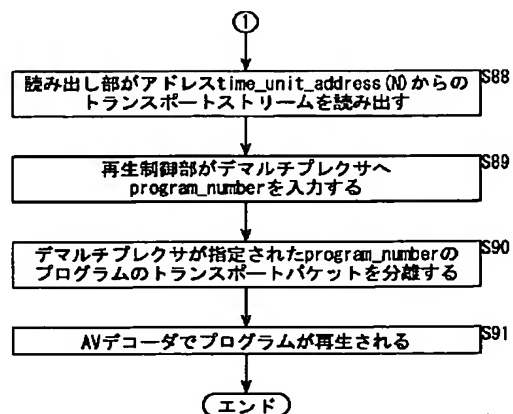 ①
読み出し部がアドレスtime_unit_address(N)からの
トランスポートストリームを読み出す
S88
再生制御部がデマルチプレクサへ
program_numberを入力する
S89
デマルチプレクサが指定されたprogram_numberの
プログラムのトランスポートパケットを分離する
S90
AVデコーダでプログラムが再生される
S91
エンド